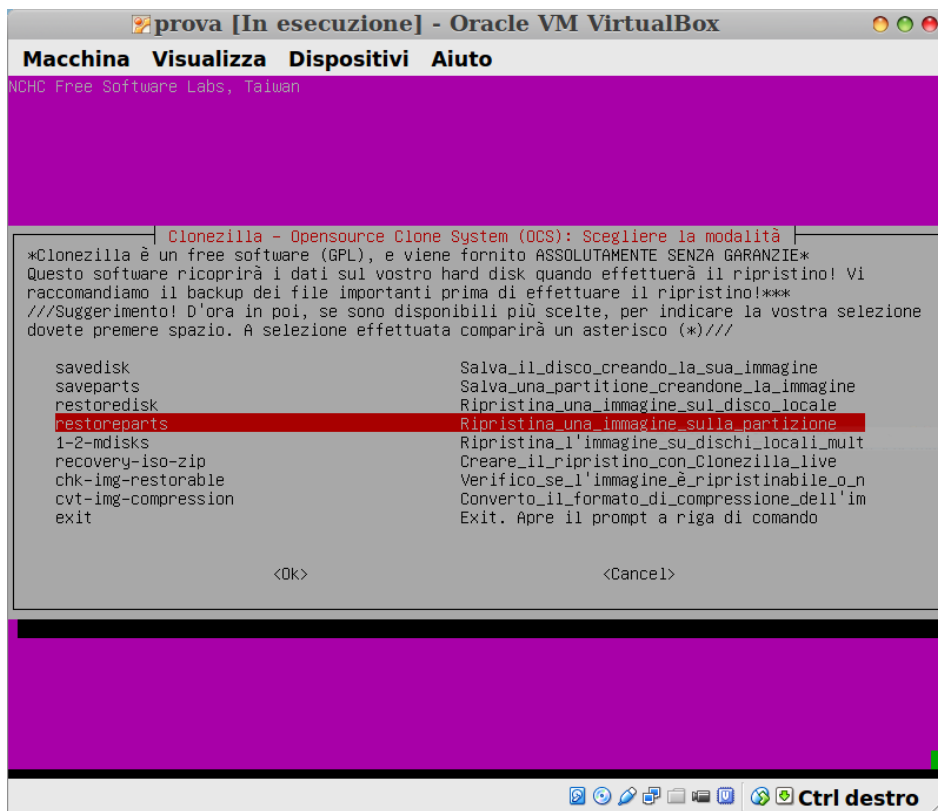 prova [In esecuzione] - Oracle VM VirtualBox
Macchina Visualizza Dispositivi Aiuto
NCHC Free Software Labs, Taiwan
Clonezilla - Opensource Clone System (OCS): Scegliere la modalità
*Clonezilla è un free software (GPL), e viene fornito ASSOLUTAMENTE SENZA GARANZIE*
Questo software ricoprirà i dati sul vostro hard disk quando effettuerà il ripristino! Vi
raccomandiamo il backup dei file importanti prima di effettuare il ripristino!***
///Suggerimento! D'ora in poi, se sono disponibili più scelte, per indicare la vostra selezione
dovete premere spazio. A selezione effettuata comparirà un asterisco (*)///
savedisk Salva_il_disco_creando_la_sua_immagine
saveparts Salva_una_partitione_creandone_la_immagine
restoredisk Ripristina_una_immagine_sul_disco_locale
restoreparts Ripristina_una_immagine_sulla_partizione
1-2-mdisks Ripristina_l'immagine_su_dischi_locali_mult
recovery-iso-zip Creare_il_ripristino_con_Clonezilla_live
chk-img-restorable Verifico_se_l'immagine_è_ripristinabile_o_n
cvt-img-compression Converto_il_formato_di_compressione_dell'im
exit Exit. Apre il prompt a riga di comando
<Ok> <Cancel>
Ctrl destro